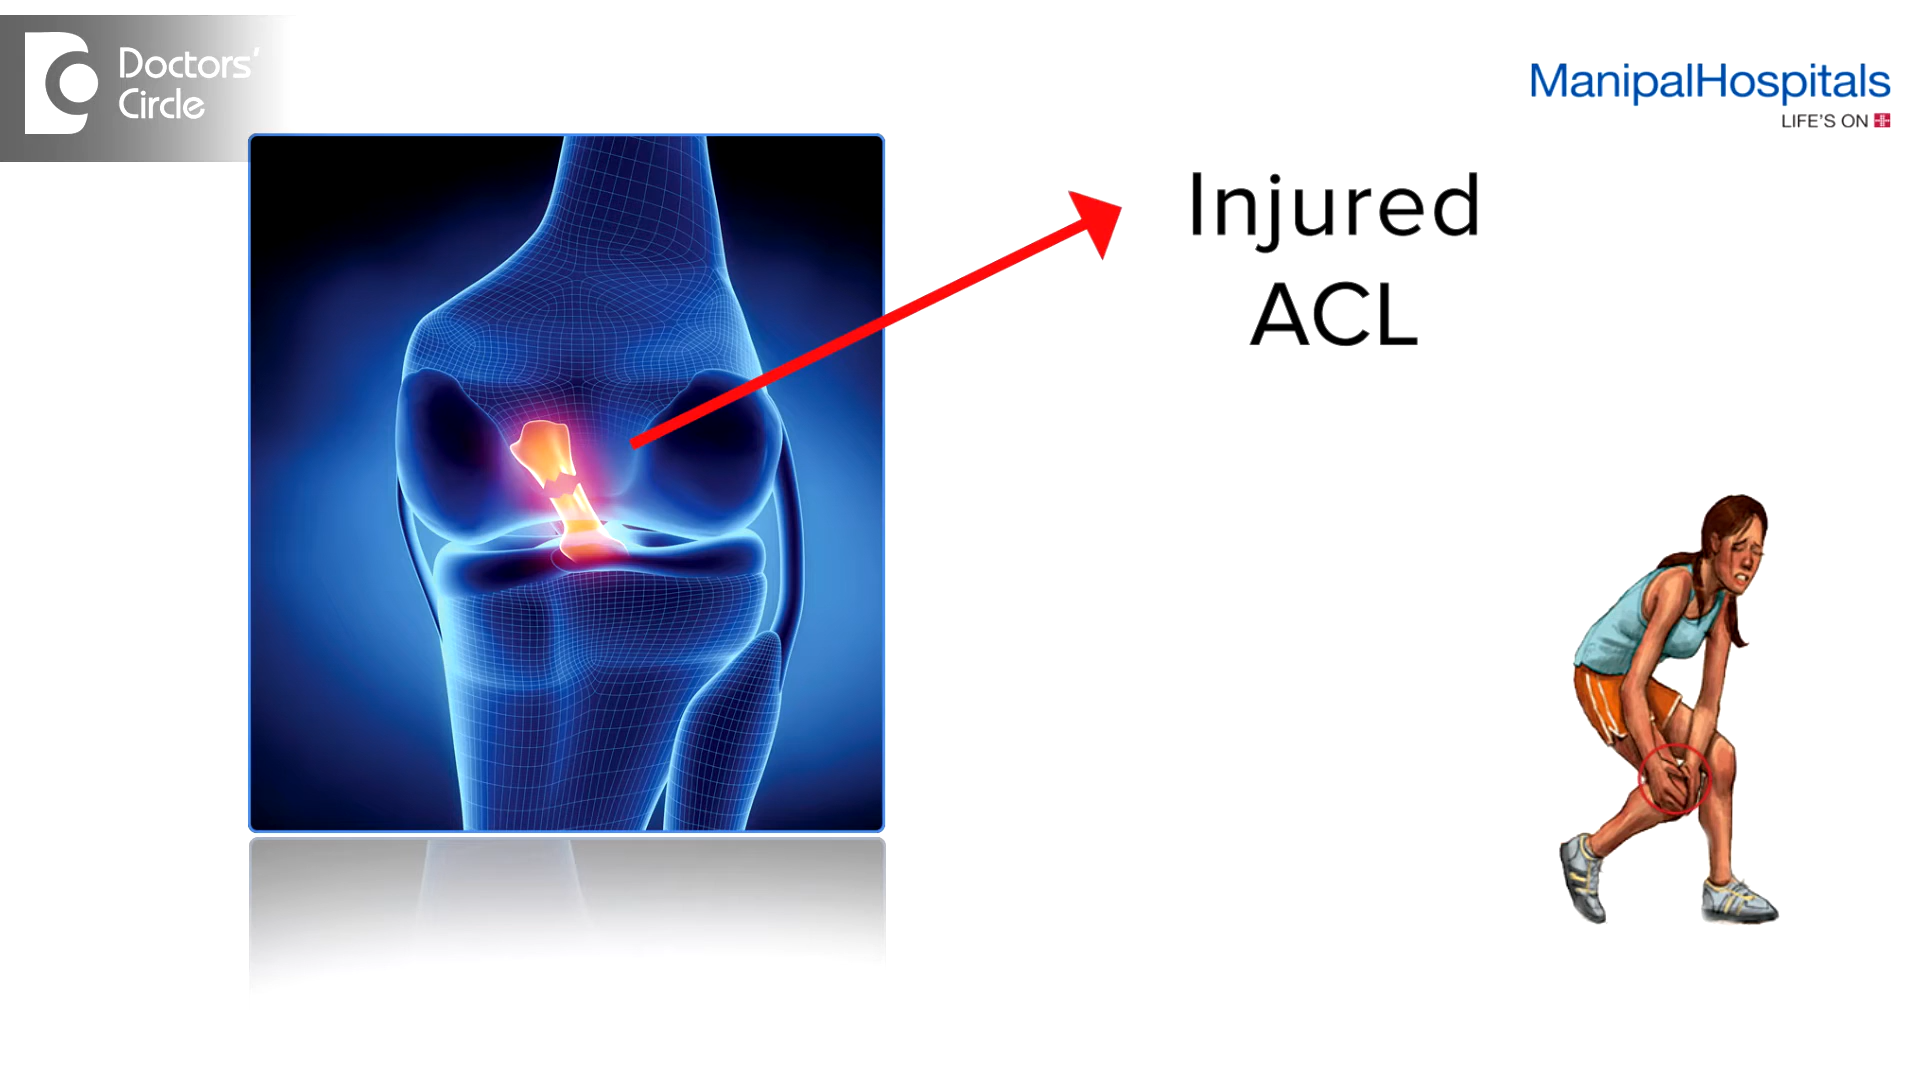 Doctors'
Circle
ManipalHospitals
LIFE'S ON
Injured
ACL